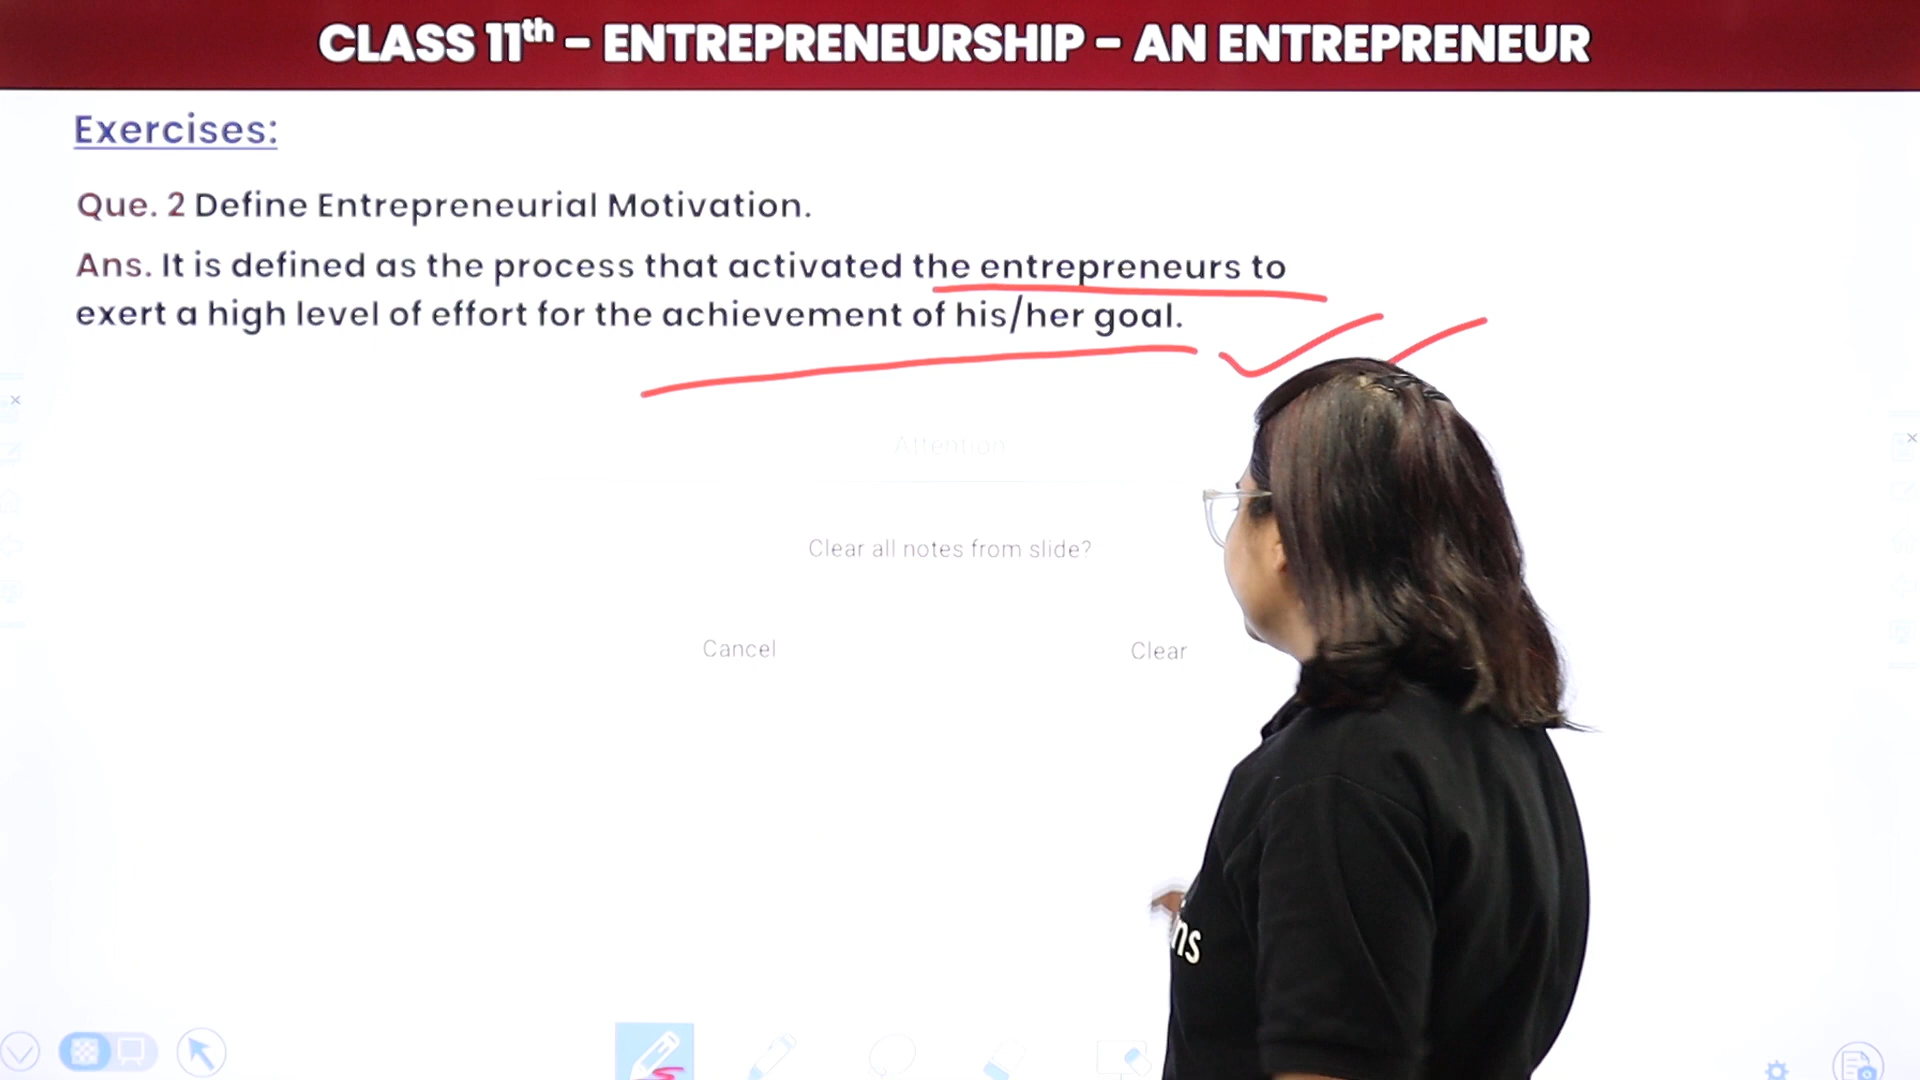 CLASS 11th - ENTREPRENEURSHIP - AN ENTREPRENEUR
Exercises:
Que. 2 Define Entrepreneurial Motivation.
Ans. It is defined as the process that activated the entrepreneurs to
exert a high level of effort for the achievement of his/her goal.
Attention
Clear all notes from slide?
Cancel
Clear
ns